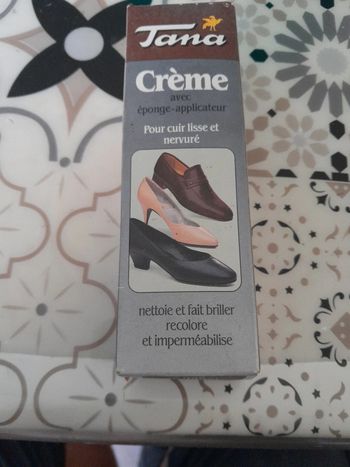 Tana
Crème
avec
éponge-applicateur
Pour cuir lisse et
nervuré
nettoie et fait briller
recolore
et imperméabilise